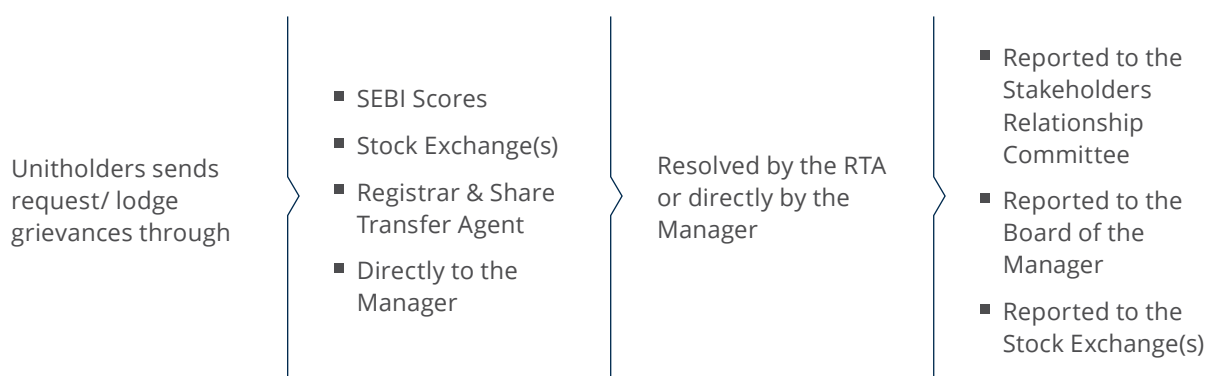 Unitholders sends
request/ lodge
grievances through
■ SEBI Scores
■ Stock Exchange(s)
■ Registrar & Share
Transfer Agent
■ Directly to the
Manager
Resolved by the RTA
or directly by the
Manager
■ Reported to the
Stakeholders
Relationship
Committee
■ Reported to the
Board of the
Manager
■ Reported to the
Stock Exchange(s)